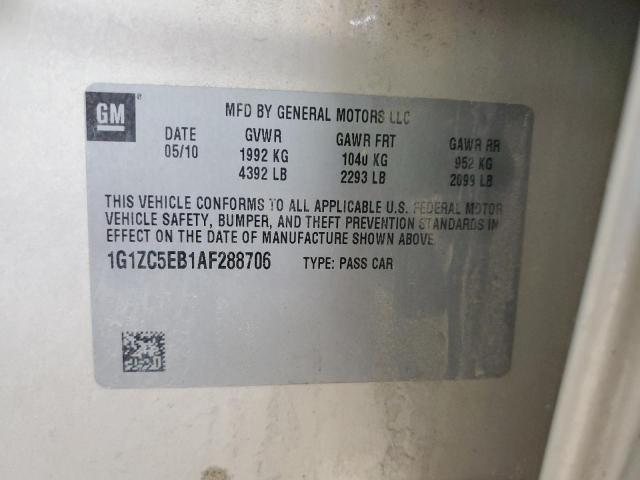 GM
MFD BY GENERAL MOTORS LLC
DATE GVWR GAWR FRT GAWR RR
05/10 1992 KG 1040 KG 952 KG
4392 LB 2293 LB 2099 LB
THIS VEHICLE CONFORMS TO ALL APPLICABLE U.S. FEDERAL MOTOR
VEHICLE SAFETY, BUMPER, AND THEFT PREVENTION STANDARDS IN
EFFECT ON THE DATE OF MANUFACTURE SHOWN ABOVE.
1G1ZC5EB1AF288706 TYPE: PASS CAR